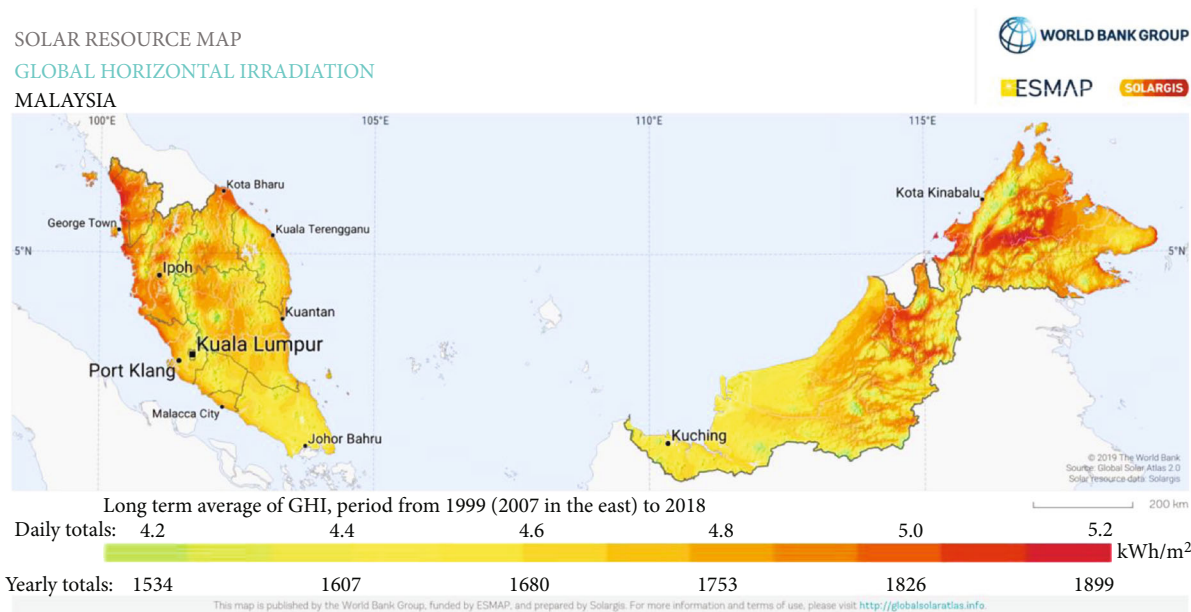 SOLAR RESOURCE MAP
GLOBAL HORIZONTAL IRRADIATION
MALAYSIA
WORLD BANK GROUP
ESMAP
SOLARGIS
100°E
105°E
110°E
115°E
Kota Bharu
Kota Kinabalu
George Town
Kuala Terengganu
5°N
5°N
Ipoh
Kuantan
Kuala Lumpur
Port Klang
Malacca City
Johor Bahru
Kuching
© 2019 The World Bank
Source: Global Solar Atlas 2.0
Solar resource data: Solargis
Long term average of GHI, period from 1999 (2007 in the east) to 2018
200 km
Daily totals: 4.2 4.4 4.6 4.8 5.0 5.2
kWh/m²
Yearly totals: 1534 1607 1680 1753 1826 1899
This map is published by the World Bank Group, funded by ESMAP, and prepared by Solargis. For more information and terms of use, please visit http://globalsolaratlas.info.